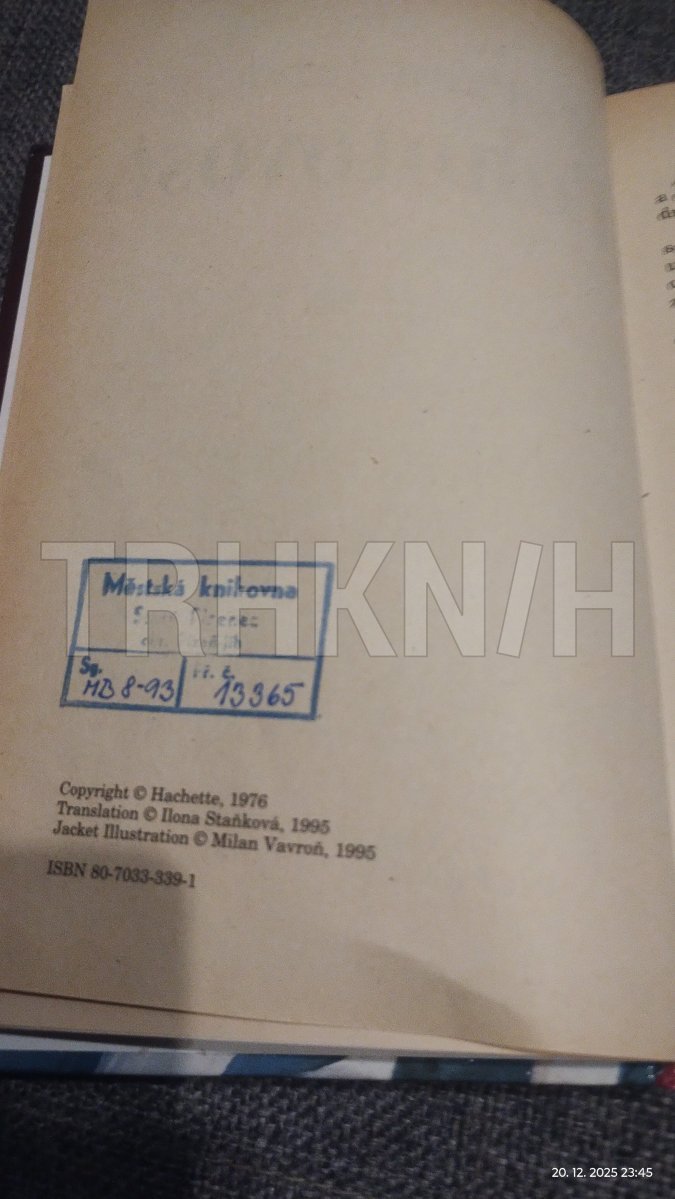 TRHKNIH
Městská knihovna
Sg.
MB 8-93
Př. č.
13365
Copyright © Hachette, 1976
Translation © Ilona Staňková, 1995
Jacket Illustration © Milan Vavroň, 1995
ISBN 80-7033-339-1
20. 12. 2025 23:45